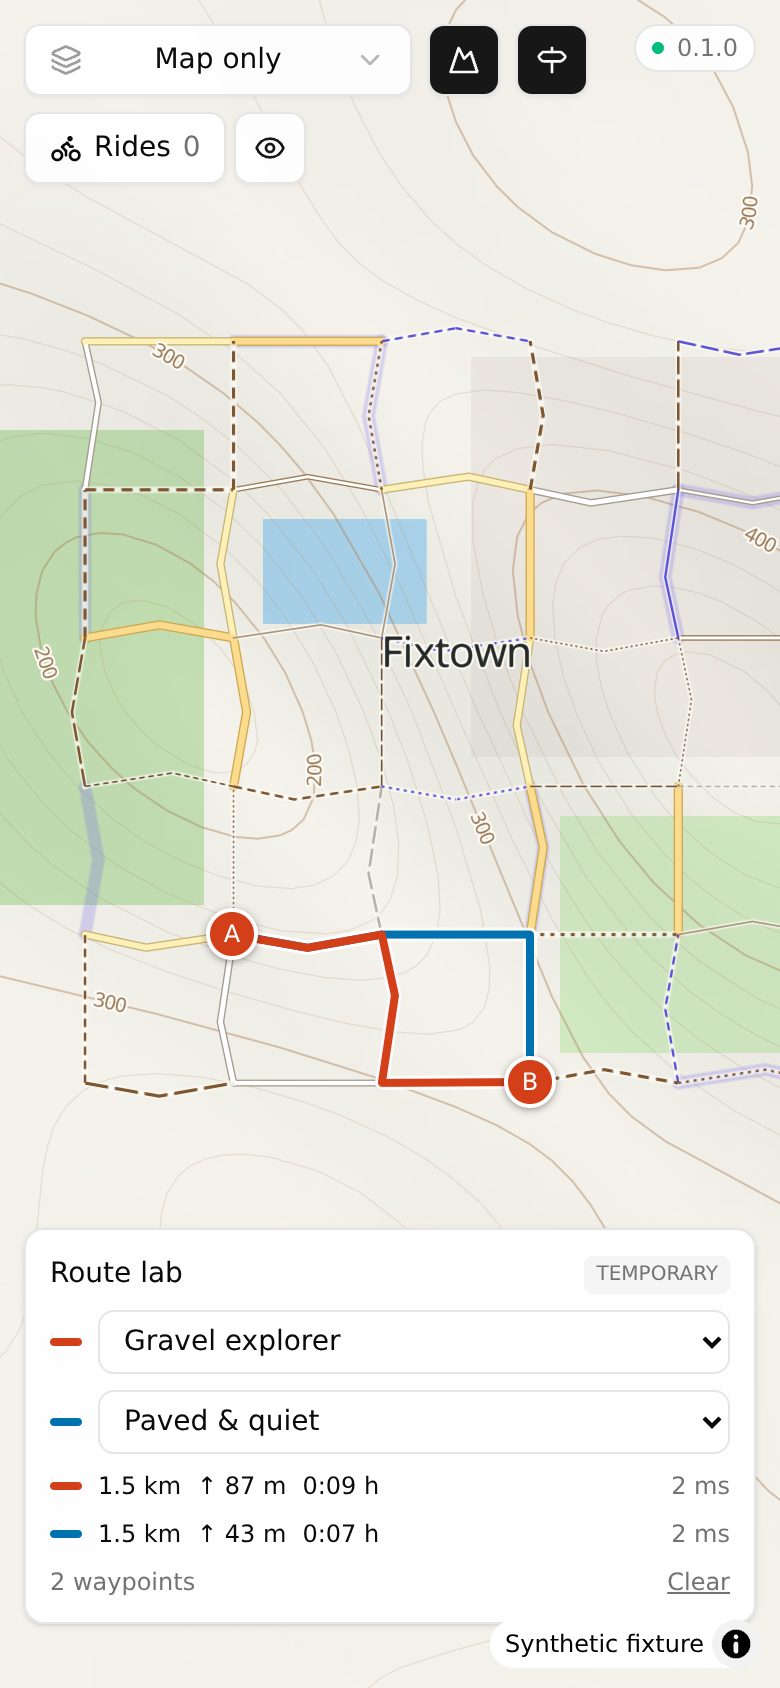 Map only
0.1.0
Rides 0
300
300
400
Fixtown
200
200
300
A
300
B
Route lab
TEMPORARY
Gravel explorer
Paved & quiet
1.5 km ↑ 87 m 0:09 h 2 ms
1.5 km ↑ 43 m 0:07 h 2 ms
2 waypoints Clear
Synthetic fixture